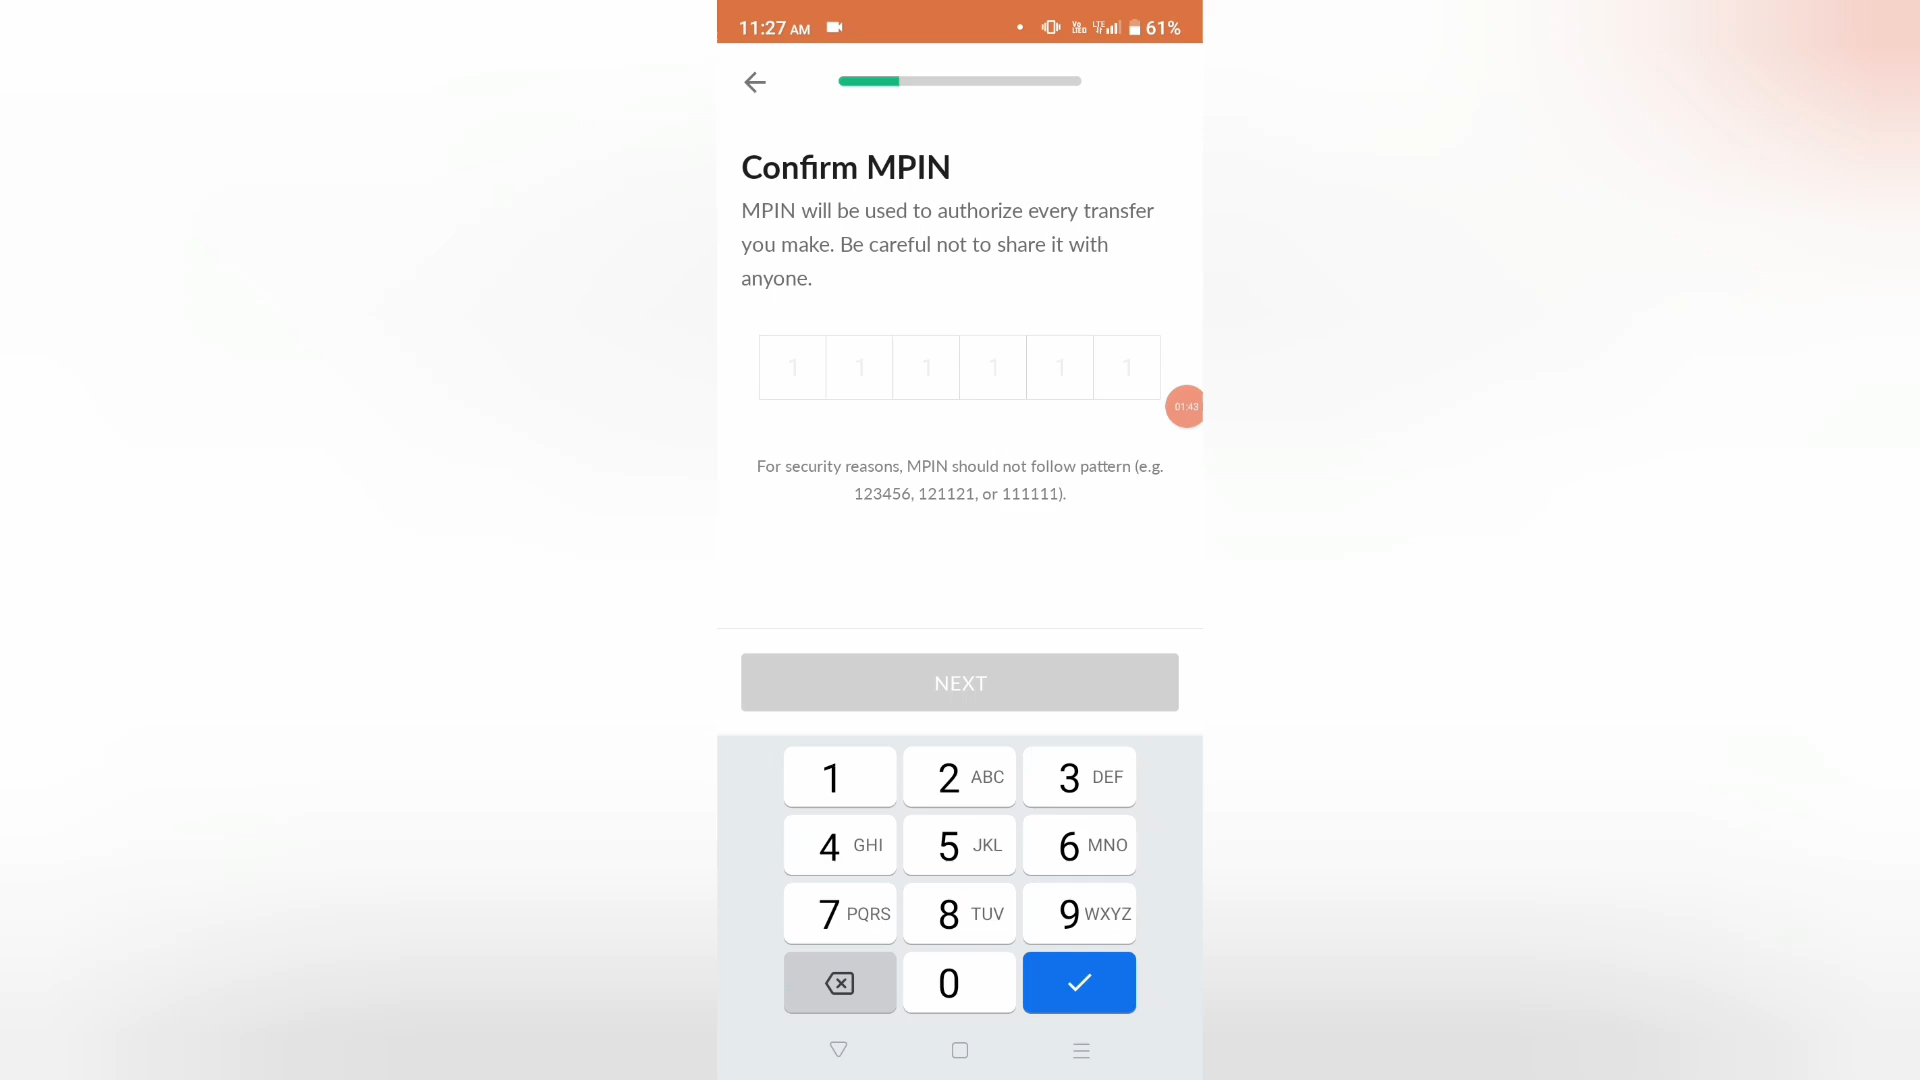 11:27 AM
Vo LTE LTE 61%
Confirm MPIN
MPIN will be used to authorize every transfer
you make. Be careful not to share it with
anyone.
1 1 1 1 1 1
01:43
For security reasons, MPIN should not follow pattern (e.g.
123456, 121121, or 111111).
NEXT
1 2 ABC 3 DEF
4 GHI 5 JKL 6 MNO
7 PQRS 8 TUV 9 WXYZ
0